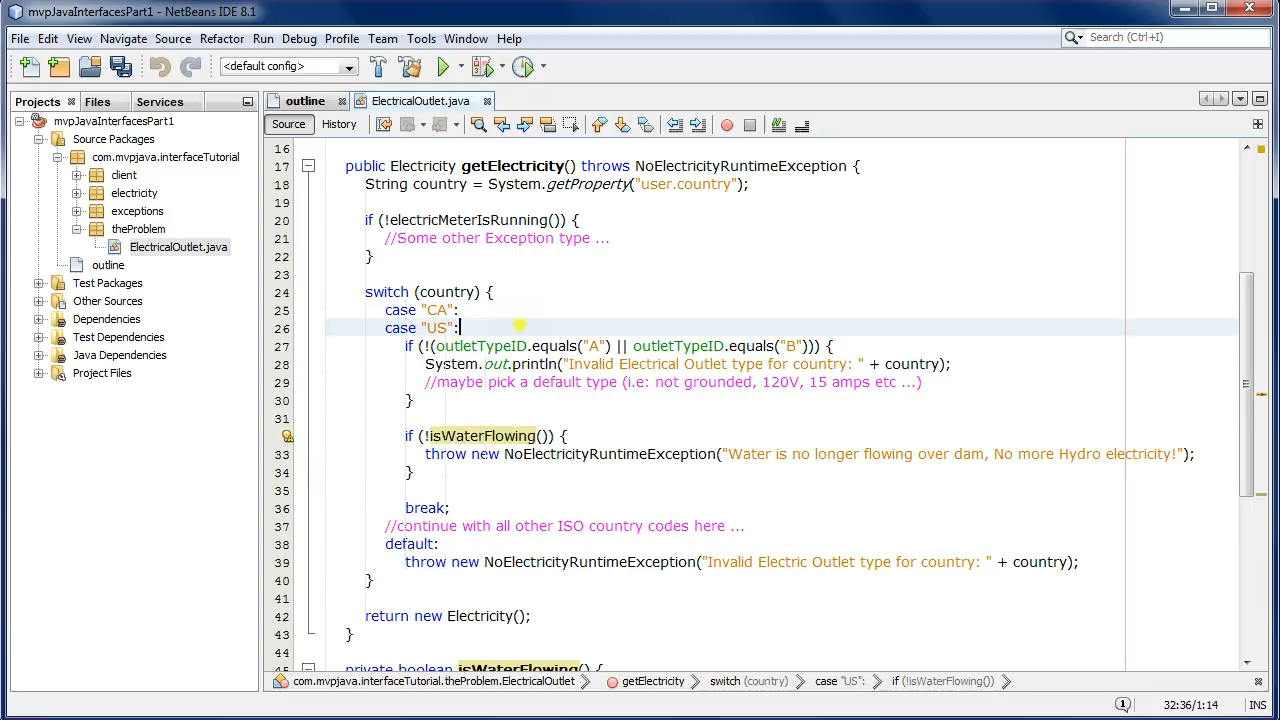 mvpJavaInterfacesPart1 - NetBeans IDE 8.1
File Edit View Navigate Source Refactor Run Debug Profile Team Tools Window Help
Search (Ctrl+I)
<default config>
Projects Files Services
outline ElectricalOutlet.java
Source History
mvpJavaInterfacesPart1
Source Packages
com.mvpjava.interfaceTutorial
client
electricity
exceptions
theProblem
ElectricalOutlet.java
outline
Test Packages
Other Sources
Dependencies
Test Dependencies
Java Dependencies
Project Files
16
17 public Electricity getElectricity() throws NoElectricityRuntimeException {
18 String country = System.getProperty("user.country");
19
20 if (!electricMeterIsRunning()) {
21 //Some other Exception type ...
22 }
23
24 switch (country) {
25 case "CA":
26 case "US":
27 if (!(outletTypeID.equals("A") || outletTypeID.equals("B"))) {
28 System.out.println("Invalid Electrical Outlet type for country: " + country);
29 //maybe pick a default type (i.e: not grounded, 120V, 15 amps etc ...)
30 }
31
if (!isWaterFlowing()) {
33 throw new NoElectricityRuntimeException("Water is no longer flowing over dam, No more Hydro electricity!");
34 }
35
36 break;
37 //continue with all other ISO country codes here ...
38 default:
39 throw new NoElectricityRuntimeException("Invalid Electric Outlet type for country: " + country);
40 }
41
42 return new Electricity();
43 }
44
45 private boolean isWaterFlowing() {
com.mvpjava.interfaceTutorial.theProblem.ElectricalOutlet getElectricity switch (country) case "US": if (!isWaterFlowing())
1 32:36/1:14 INS